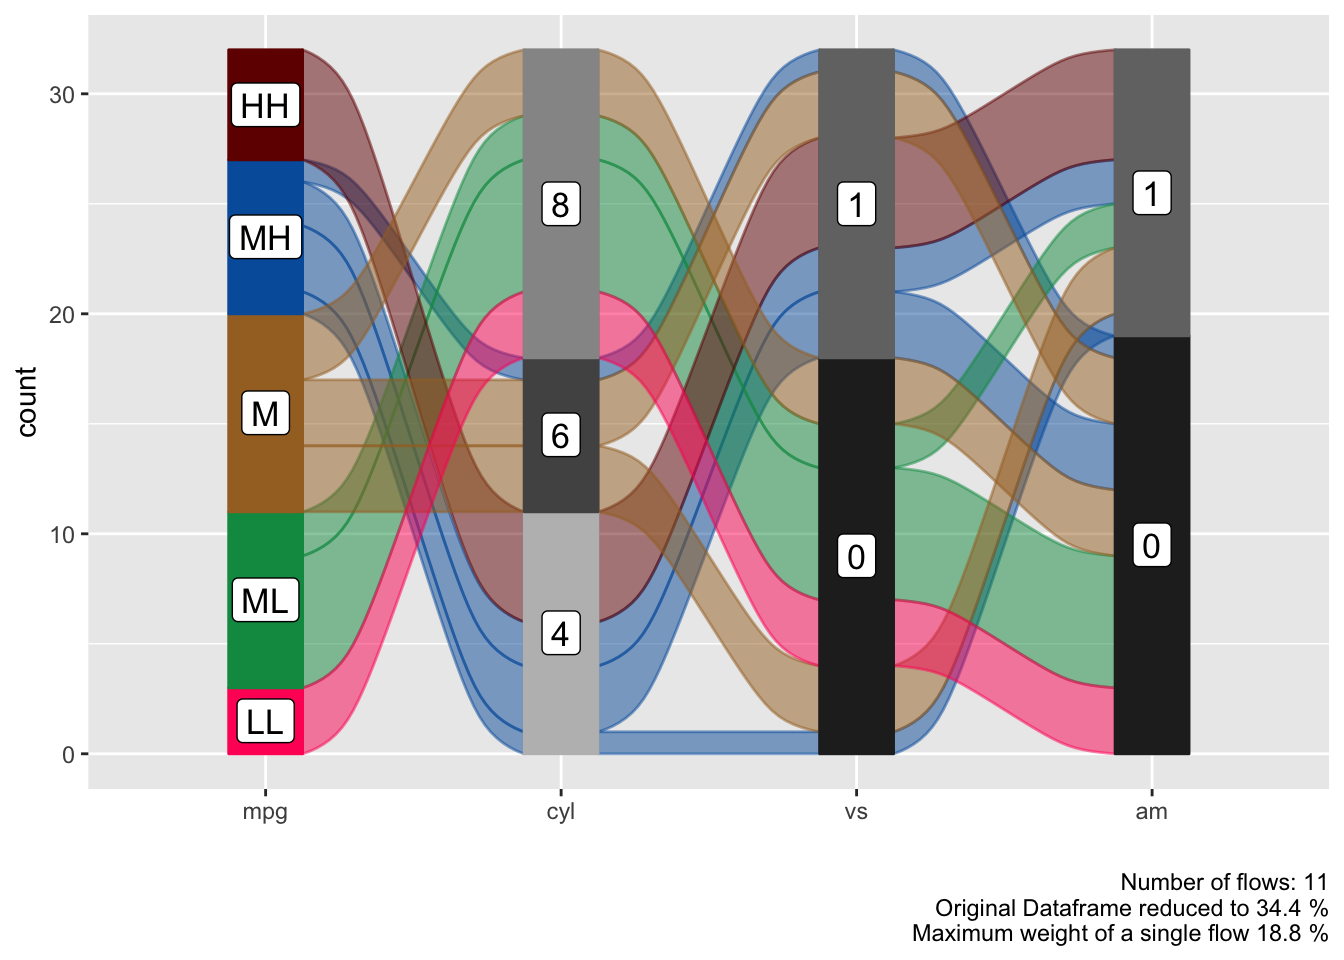 count
30
20
10
0
HH
MH
M
ML
LL
8
6
4
1
0
1
0
mpg
cyl
vs
am
Number of flows: 11
Original Dataframe reduced to 34.4 %
Maximum weight of a single flow 18.8 %